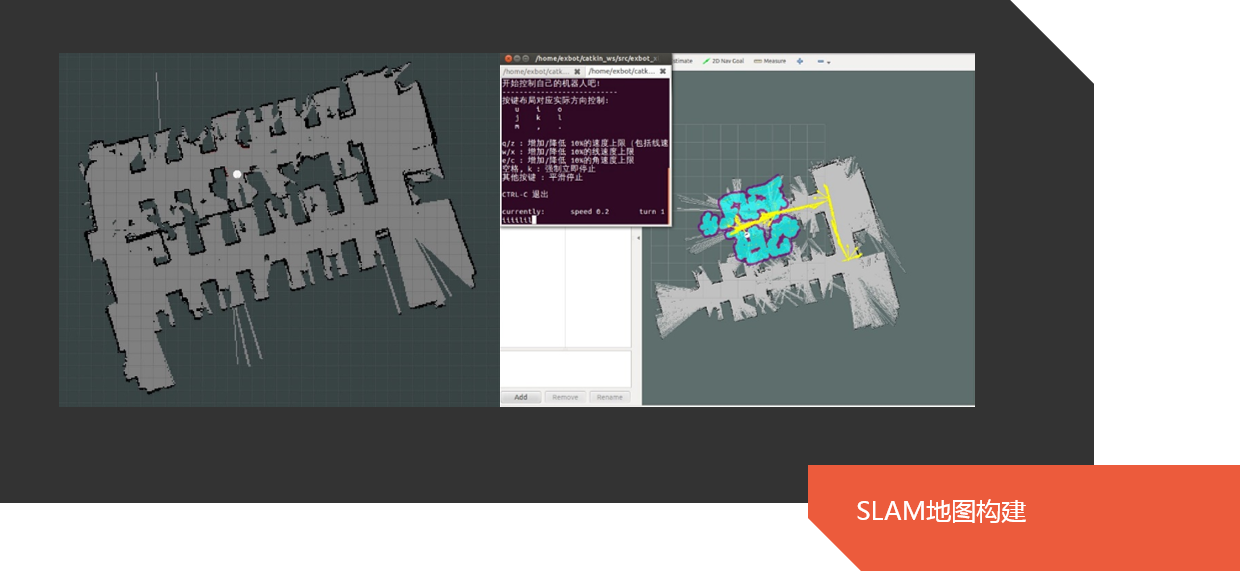 /home/exbot/catkin_ws/src/exbot_x
stimate 2D Nav Goal Measure
/home/exbot/catk... /home/exbot/catk...
开始控制自己的机器人吧!
---------------------------
按键布局对应实际方向控制:
u i o
j k l
m , .
q/z : 增加/降低 10%的速度上限 (包括线速
w/x : 增加/降低 10%的线速度上限
e/c : 增加/降低 10%的角速度上限
空格, k : 强制立即停止
其他按键 : 平滑停止
CTRL-C 退出
currently: speed 0.2 turn 1
Add Remove Rename
SLAM地图构建